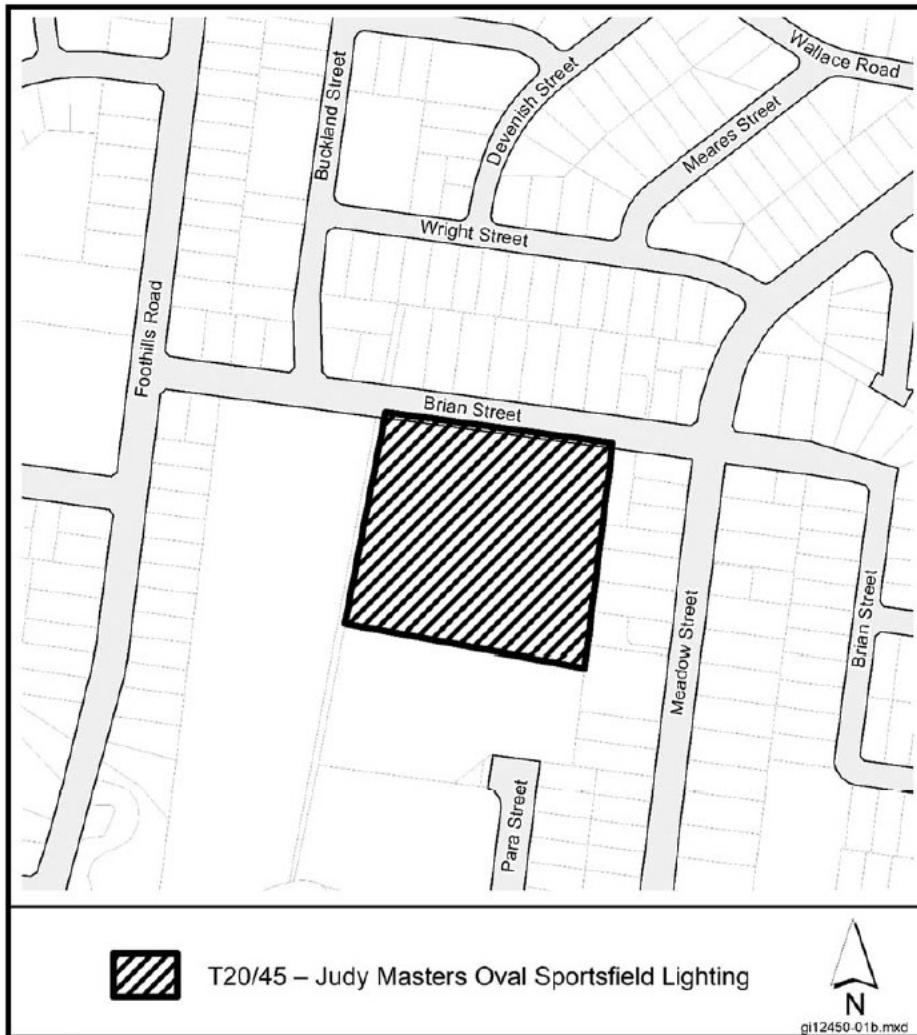 Wallace Road
Devenish Street
Meares Street
Buckland Street
Wright Street
Foothills Road
Brian Street
Meadow Street
Brian Street
Para Street
T20/45 – Judy Masters Oval Sportsfield Lighting
N
gi12450-01b.mxd